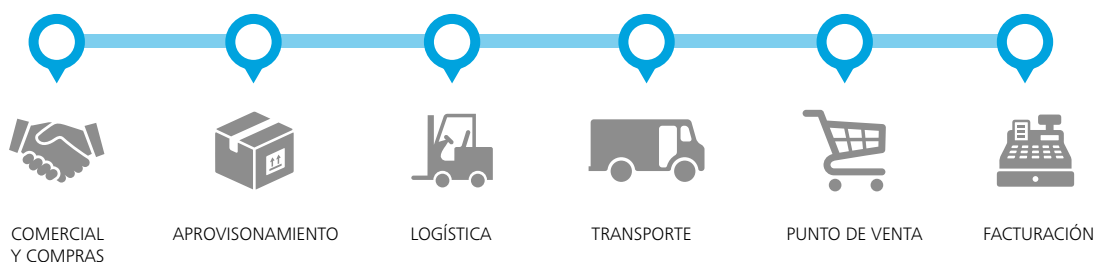 COMERCIAL
Y COMPRAS
APROVISONAMIENTO
LOGÍSTICA
TRANSPORTE
PUNTO DE VENTA
FACTURACIÓN